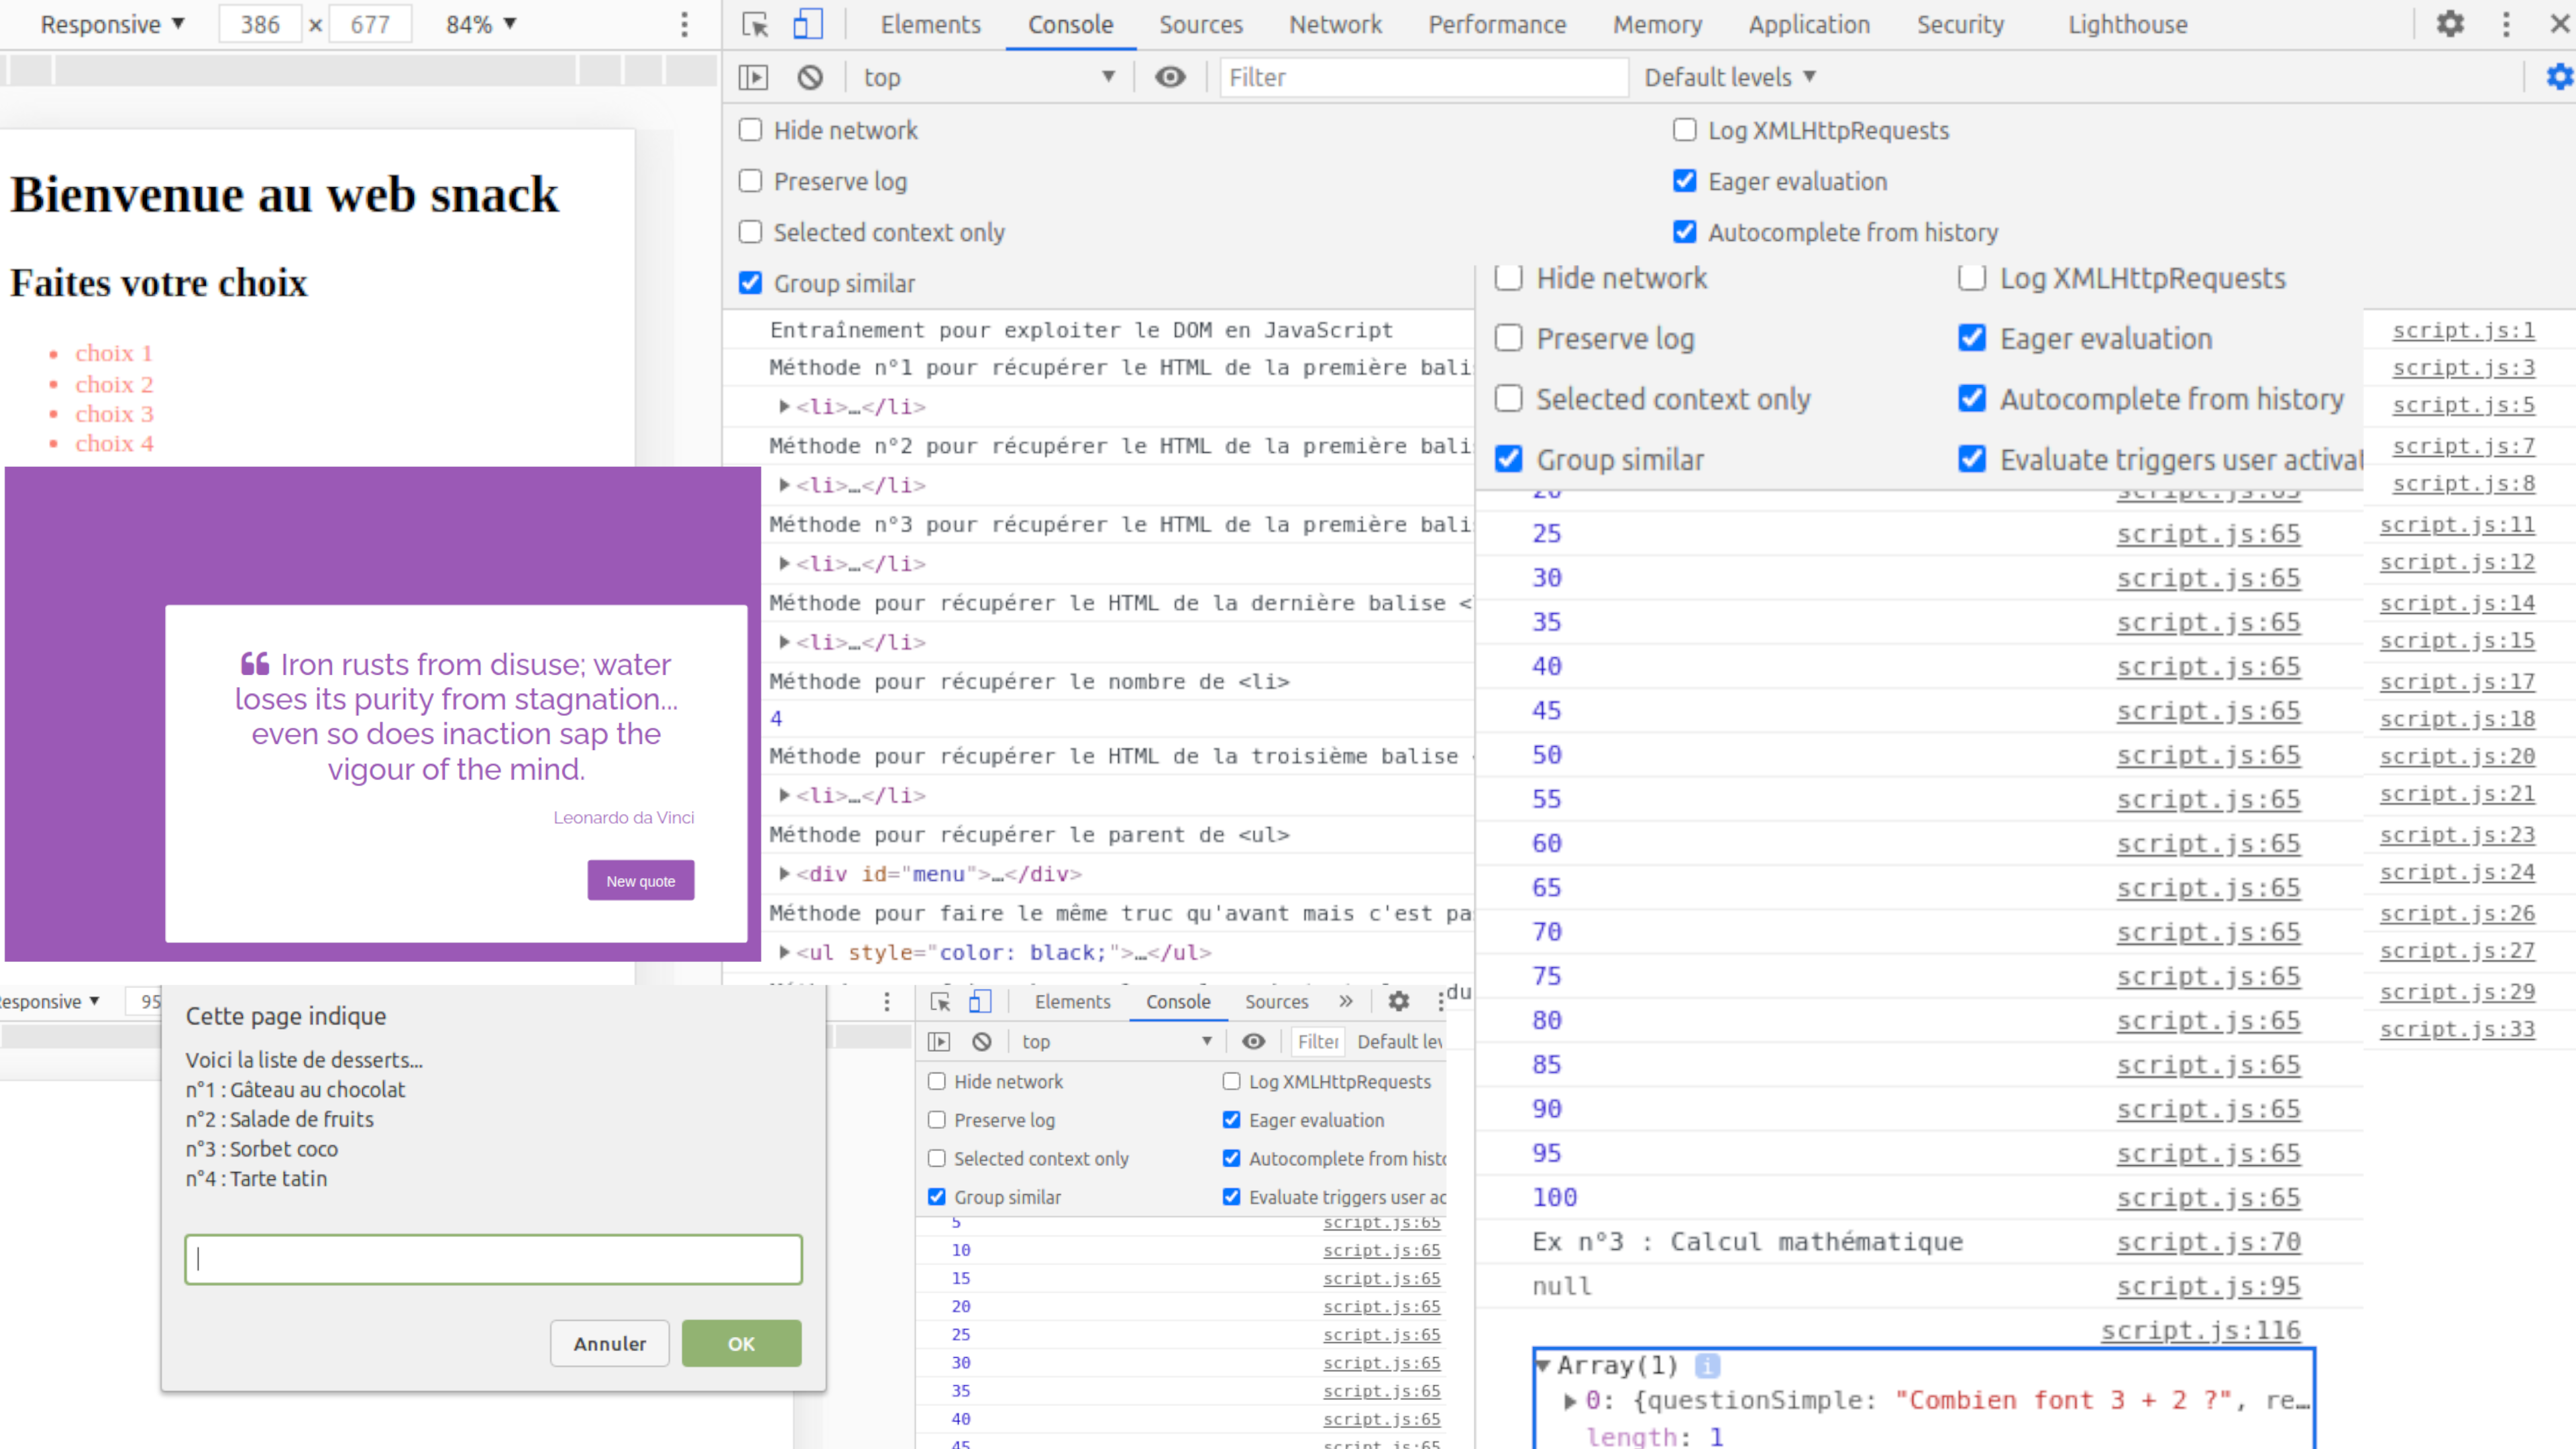 Responsive ▼ 386 × 677 84% ▼
Elements Console Sources Network Performance Memory Application Security Lighthouse
top ▼ Filter Default levels ▼
Hide network Log XMLHttpRequests
Preserve log Eager evaluation
Selected context only Autocomplete from history
Group similar
Bienvenue au web snack
Faites votre choix
choix 1
choix 2
choix 3
choix 4
“ Iron rusts from disuse; water
loses its purity from stagnation...
even so does inaction sap the
vigour of the mind.
Leonardo da Vinci
New quote
Entraînement pour exploiter le DOM en JavaScript
Méthode n°1 pour récupérer le HTML de la première bali
▶<li>…</li>
Méthode n°2 pour récupérer le HTML de la première bali
▶<li>…</li>
Méthode n°3 pour récupérer le HTML de la première bali
▶<li>…</li>
Méthode pour récupérer le HTML de la dernière balise <
▶<li>…</li>
Méthode pour récupérer le nombre de <li>
4
Méthode pour récupérer le HTML de la troisième balise
▶<li>…</li>
Méthode pour récupérer le parent de <ul>
▶<div id="menu">…</div>
Méthode pour faire le même truc qu'avant mais c'est pa
▶<ul style="color: black;">…</ul>
du
Hide network Log XMLHttpRequests
Preserve log Eager evaluation
Selected context only Autocomplete from history
Group similar Evaluate triggers user activat
20 script.js:65
25 script.js:65
30 script.js:65
35 script.js:65
40 script.js:65
45 script.js:65
50 script.js:65
55 script.js:65
60 script.js:65
65 script.js:65
70 script.js:65
75 script.js:65
80 script.js:65
85 script.js:65
90 script.js:65
95 script.js:65
100 script.js:65
Ex n°3 : Calcul mathématique script.js:70
null script.js:95
script.js:116
▼Array(1) i
▶0: {questionSimple: "Combien font 3 + 2 ?", re…
length: 1
script.js:1
script.js:3
script.js:5
script.js:7
script.js:8
script.js:11
script.js:12
script.js:14
script.js:15
script.js:17
script.js:18
script.js:20
script.js:21
script.js:23
script.js:24
script.js:26
script.js:27
script.js:29
script.js:33
esponsive ▼ 95
Cette page indique
Voici la liste de desserts...
n°1 : Gâteau au chocolat
n°2 : Salade de fruits
n°3 : Sorbet coco
n°4 : Tarte tatin
Annuler OK
Elements Console Sources »
top ▼ Filter Default lev
Hide network Log XMLHttpRequests
Preserve log Eager evaluation
Selected context only Autocomplete from histo
Group similar Evaluate triggers user ac
5 script.js:65
10 script.js:65
15 script.js:65
20 script.js:65
25 script.js:65
30 script.js:65
35 script.js:65
40 script.js:65
45 script.js:65